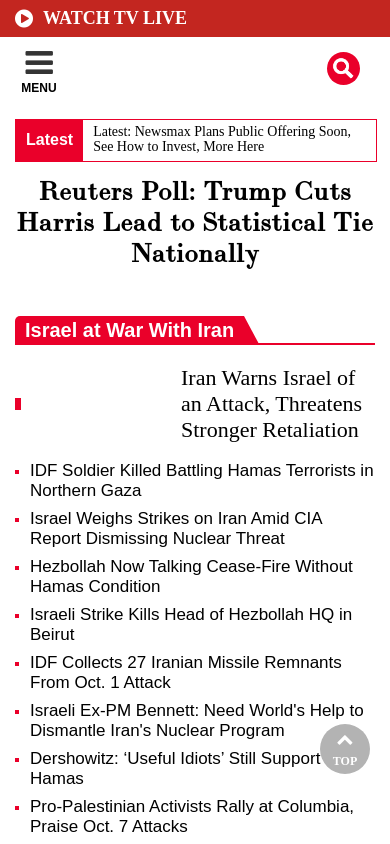 WATCH TV LIVE
MENU
Latest
Latest: Newsmax Plans Public Offering Soon,
See How to Invest, More Here
Reuters Poll: Trump Cuts
Harris Lead to Statistical Tie
Nationally
Israel at War With Iran
Iran Warns Israel of
an Attack, Threatens
Stronger Retaliation
IDF Soldier Killed Battling Hamas Terrorists in
Northern Gaza
Israel Weighs Strikes on Iran Amid CIA
Report Dismissing Nuclear Threat
Hezbollah Now Talking Cease-Fire Without
Hamas Condition
Israeli Strike Kills Head of Hezbollah HQ in
Beirut
IDF Collects 27 Iranian Missile Remnants
From Oct. 1 Attack
Israeli Ex-PM Bennett: Need World's Help to
Dismantle Iran's Nuclear Program
Dershowitz: ‘Useful Idiots’ Still Support
Hamas
TOP
Pro-Palestinian Activists Rally at Columbia,
Praise Oct. 7 Attacks